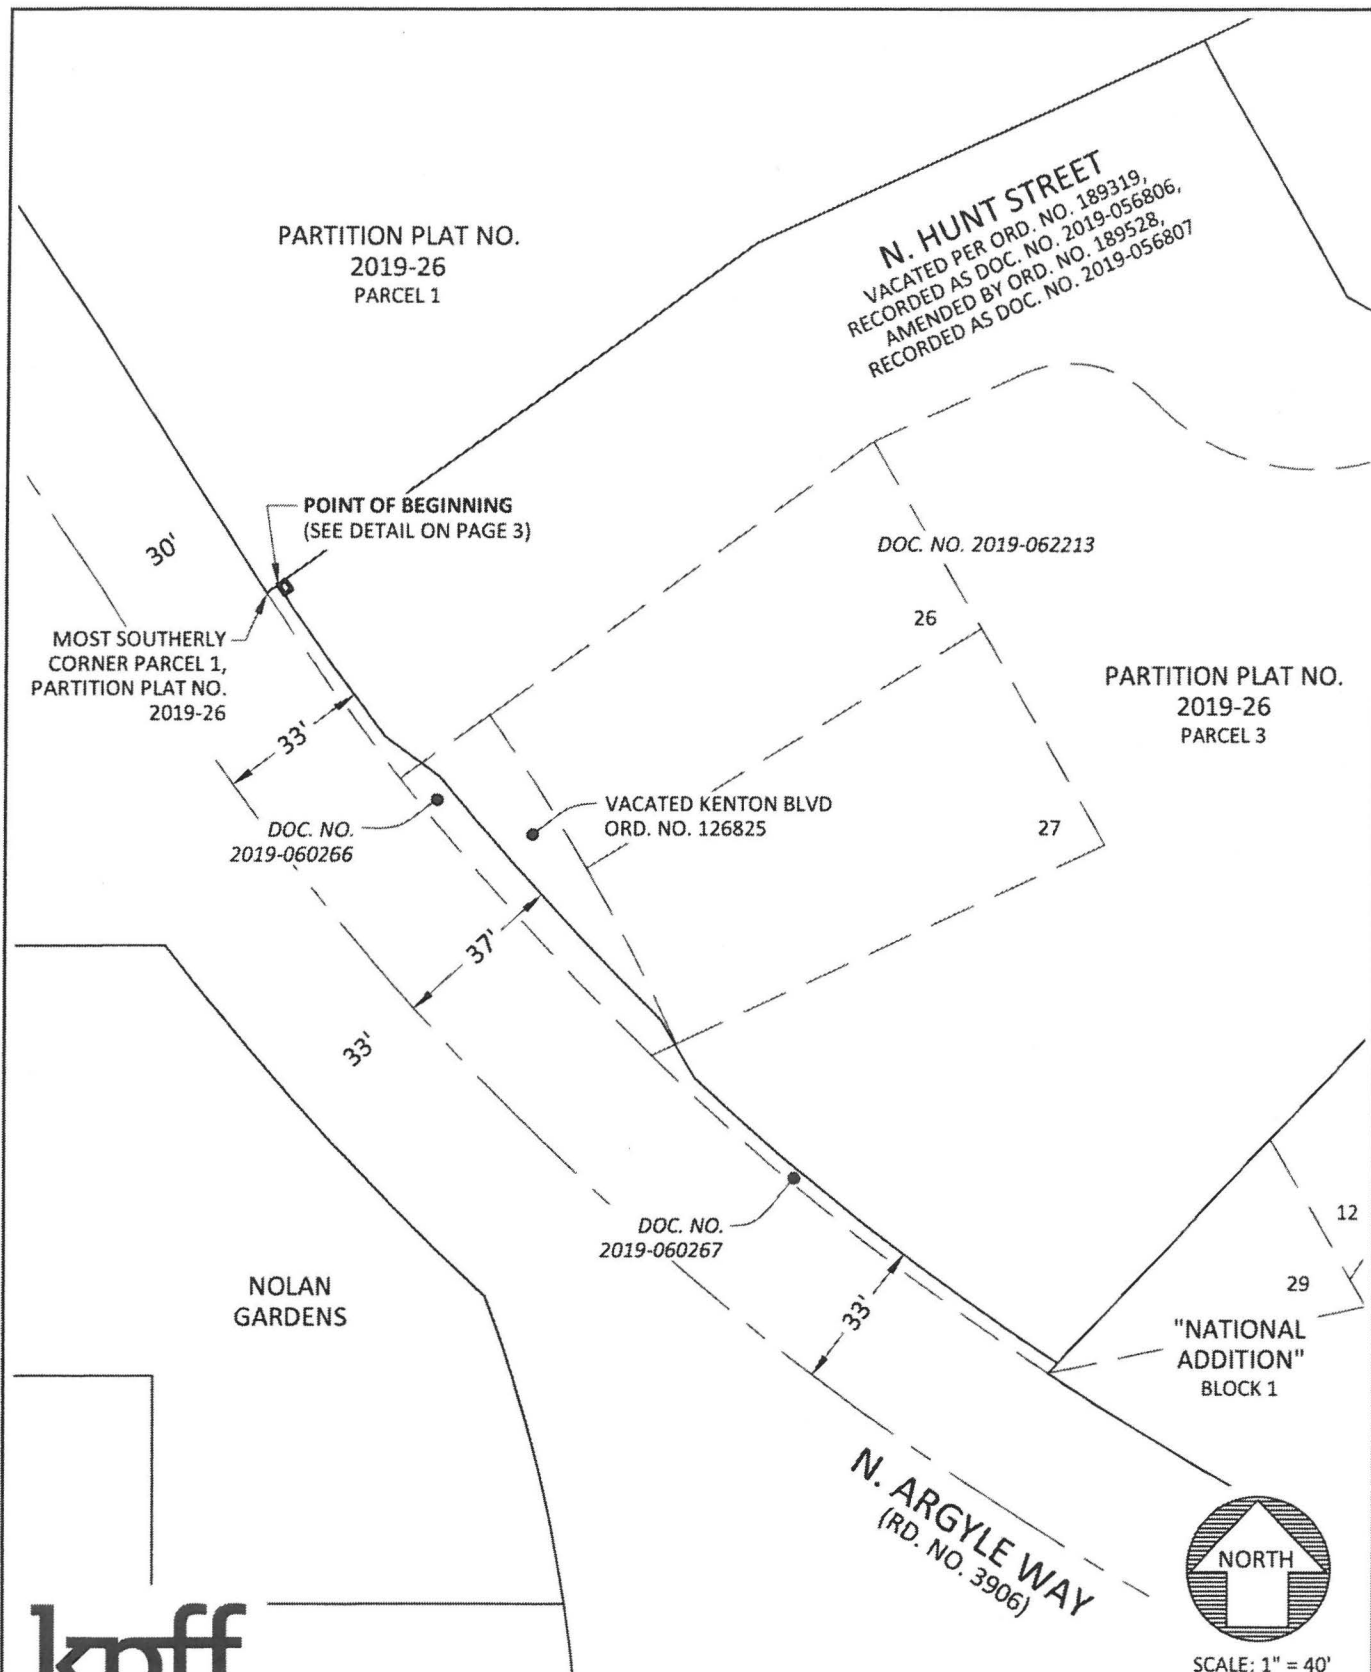 N. HUNT STREET
VACATED PER ORD. NO. 189319,
RECORDED AS DOC. NO. 2019-056806,
AMENDED BY ORD. NO. 189528,
RECORDED AS DOC. NO. 2019-056807
PARTITION PLAT NO.
2019-26
PARCEL 1
POINT OF BEGINNING
(SEE DETAIL ON PAGE 3)
30'
DOC. NO. 2019-062213
26
MOST SOUTHERLY
CORNER PARCEL 1,
PARTITION PLAT NO.
2019-26
PARTITION PLAT NO.
2019-26
PARCEL 3
33'
VACATED KENTON BLVD
ORD. NO. 126825
27
DOC. NO.
2019-060266
37'
33'
DOC. NO.
2019-060267
12
29
NOLAN
GARDENS
33'
"NATIONAL
ADDITION"
BLOCK 1
N. ARGYLE WAY
(RD. NO. 3906)
NORTH
kpff
SCALE: 1" = 40'